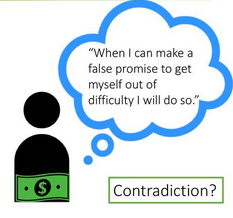 “When I can make a
false promise to get
myself out of
difficulty I will do so.”
$
Contradiction?